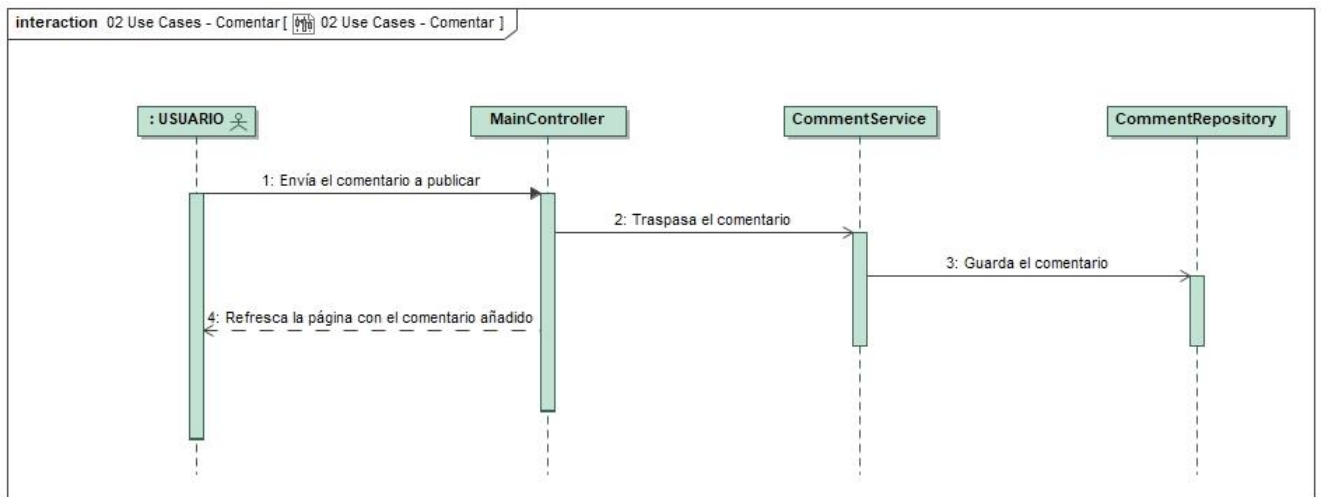 interaction 02 Use Cases - Comentar [ 02 Use Cases - Comentar ]
: USUARIO
MainController
CommentService
CommentRepository
1: Envía el comentario a publicar
2: Traspasa el comentario
3: Guarda el comentario
4: Refresca la página con el comentario añadido